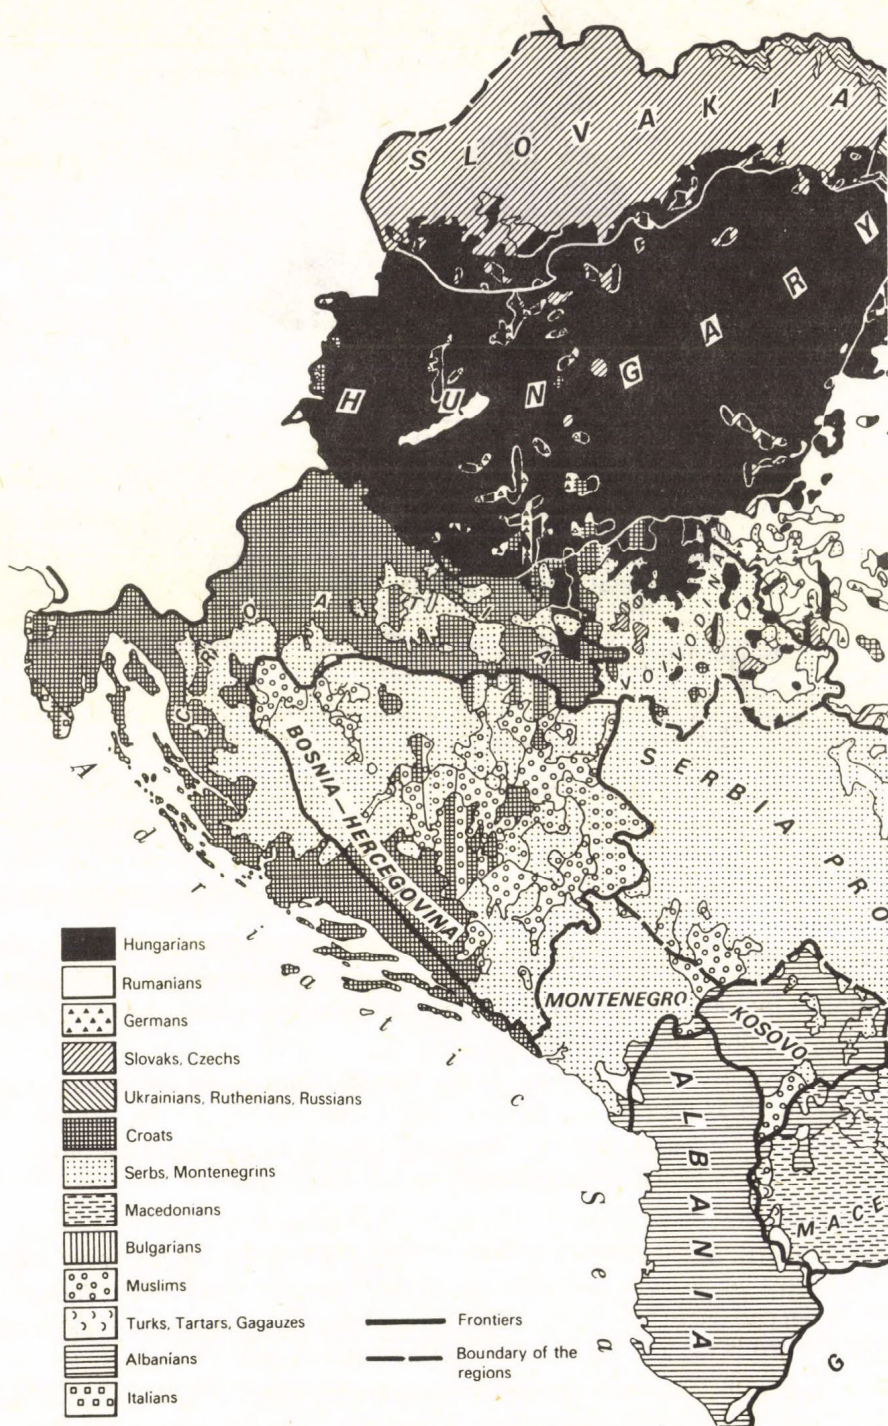 SLOVAKIA
HUNGARY
CROATIA
VOIVODINA
BOSNIA—HERCEGOVINA
SERBIA PRO
MONTENEGRO
KOSOVO
ALBANIA
MACE
G
Adriatic Sea
Hungarians
Rumanians
Germans
Slovaks, Czechs
Ukrainians, Ruthenians, Russians
Croats
Serbs, Montenegrins
Macedonians
Bulgarians
Muslims
Turks, Tartars, Gagauzes
Albanians
Italians
Frontiers
Boundary of the
regions